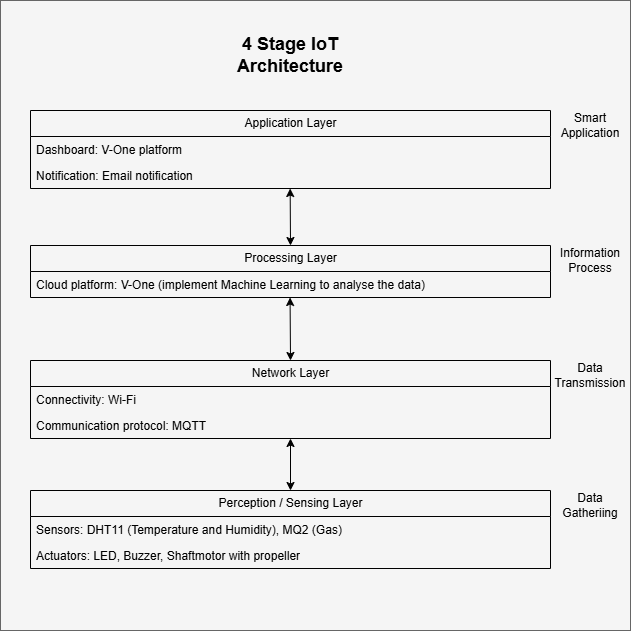 4 Stage IoT
Architecture
Application Layer
Smart
Application
Dashboard: V-One platform
Notification: Email notification
Processing Layer
Information
Process
Cloud platform: V-One (implement Machine Learning to analyse the data)
Network Layer
Data
Transmission
Connectivity: Wi-Fi
Communication protocol: MQTT
Perception / Sensing Layer
Data
Gatheriing
Sensors: DHT11 (Temperature and Humidity), MQ2 (Gas)
Actuators: LED, Buzzer, Shaftmotor with propeller